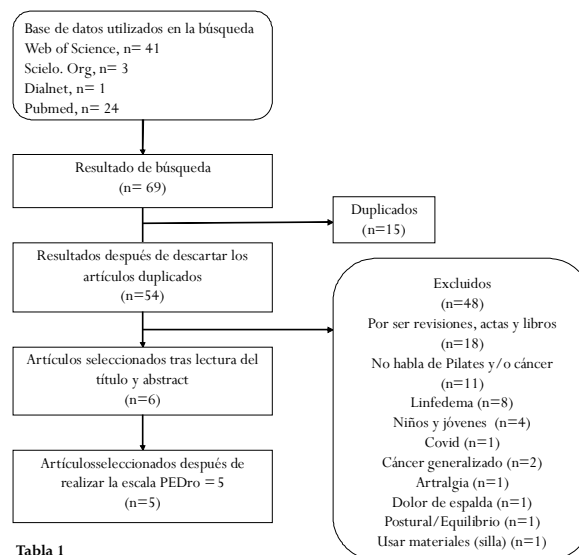 Base de datos utilizados en la búsqueda
Web of Science, n= 41
Scielo. Org, n= 3
Dialnet, n= 1
Pubmed, n= 24
Resultado de búsqueda
(n= 69)
Duplicados
(n=15)
Resultados después de descartar los
artículos duplicados
(n=54)
Excluidos
(n=48)
Por ser revisiones, actas y libros
(n=18)
No habla de Pilates y/o cáncer
(n=11)
Linfedema (n=8)
Niños y jóvenes (n=4)
Covid (n=1)
Cáncer generalizado (n=2)
Artralgia (n=1)
Dolor de espalda (n=1)
Postural/Equilibrio (n=1)
Usar materiales (silla) (n=1)
Artículos seleccionados tras lectura del
título y abstract
(n=6)
Artículosseleccionados después de
realizar la escala PEDro =5
(n=5)
Tabla 1